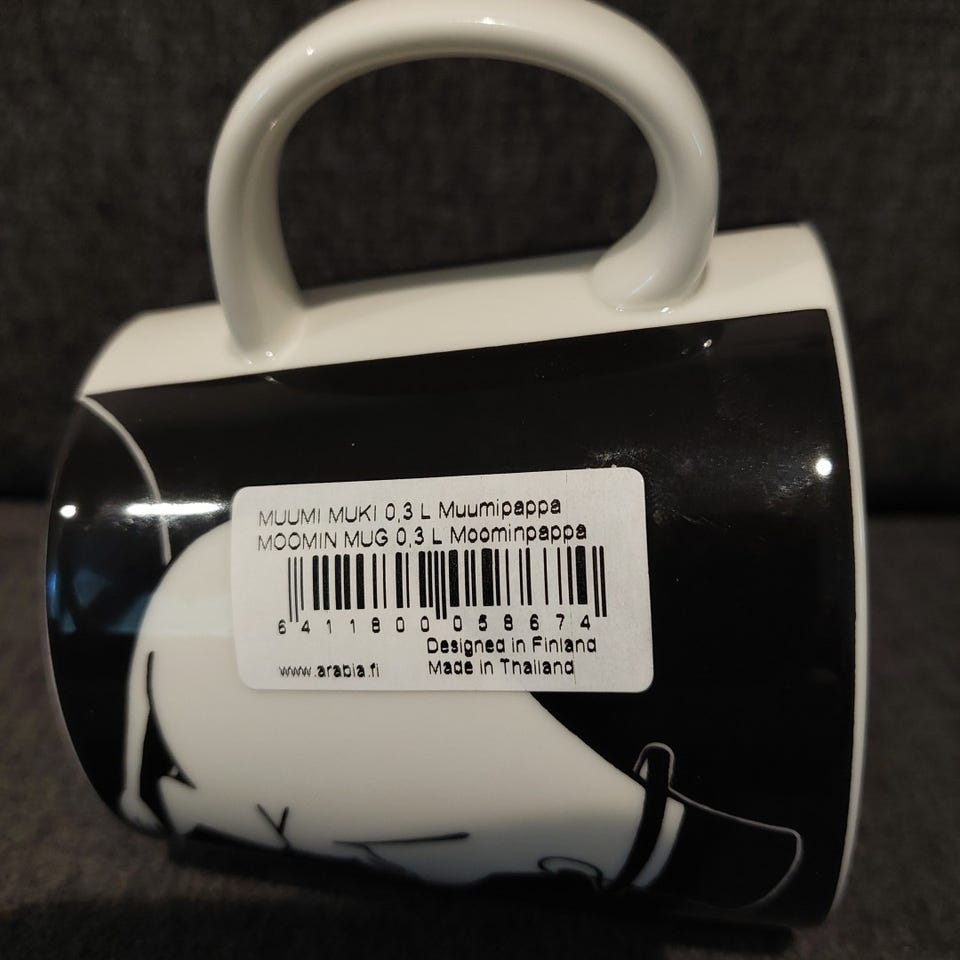 MUUMI MUKI 0,3 L Muumipappa
MOOMIN MUG 0,3 L Moominpappa
6 411800 058674
Designed in Finland
www.arabia.fi Made in Thailand